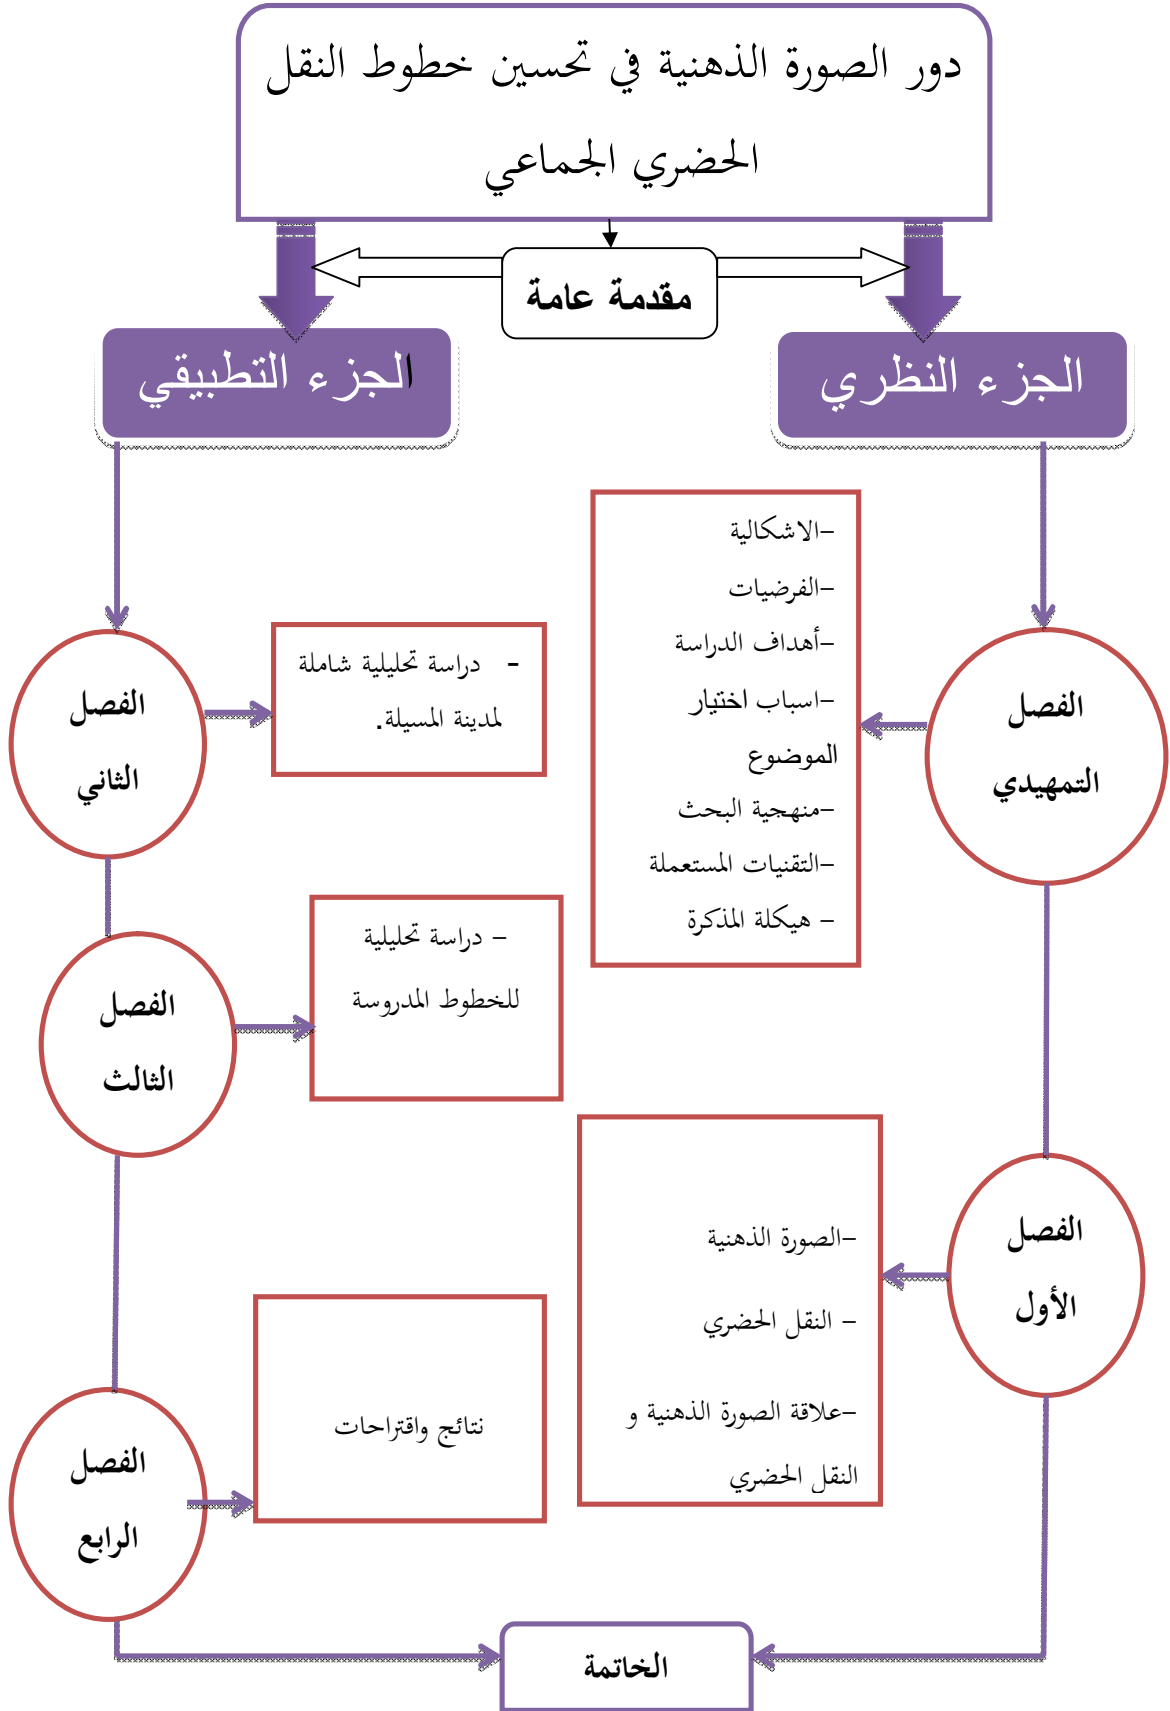 دور الصورة الذهنية في تحسين خطوط النقل
الحضري الجماعي
مقدمة عامة
الجزء النظري
الجزء التطبيقي
الفصل
التمهيدي
-الاشكالية
-الفرضيات
-أهداف الدراسة
-اسباب اختيار
الموضوع
-منهجية البحث
-التقنيات المستعملة
- هيكلة المذكرة
الفصل
الأول
-الصورة الذهنية
- النقل الحضري
-علاقة الصورة الذهنية و
النقل الحضري
الفصل
الثاني
- دراسة تحليلية شاملة
لمدينة المسيلة.
الفصل
الثالث
- دراسة تحليلية
للخطوط المدروسة
الفصل
الرابع
نتائج واقتراحات
الخاتمة